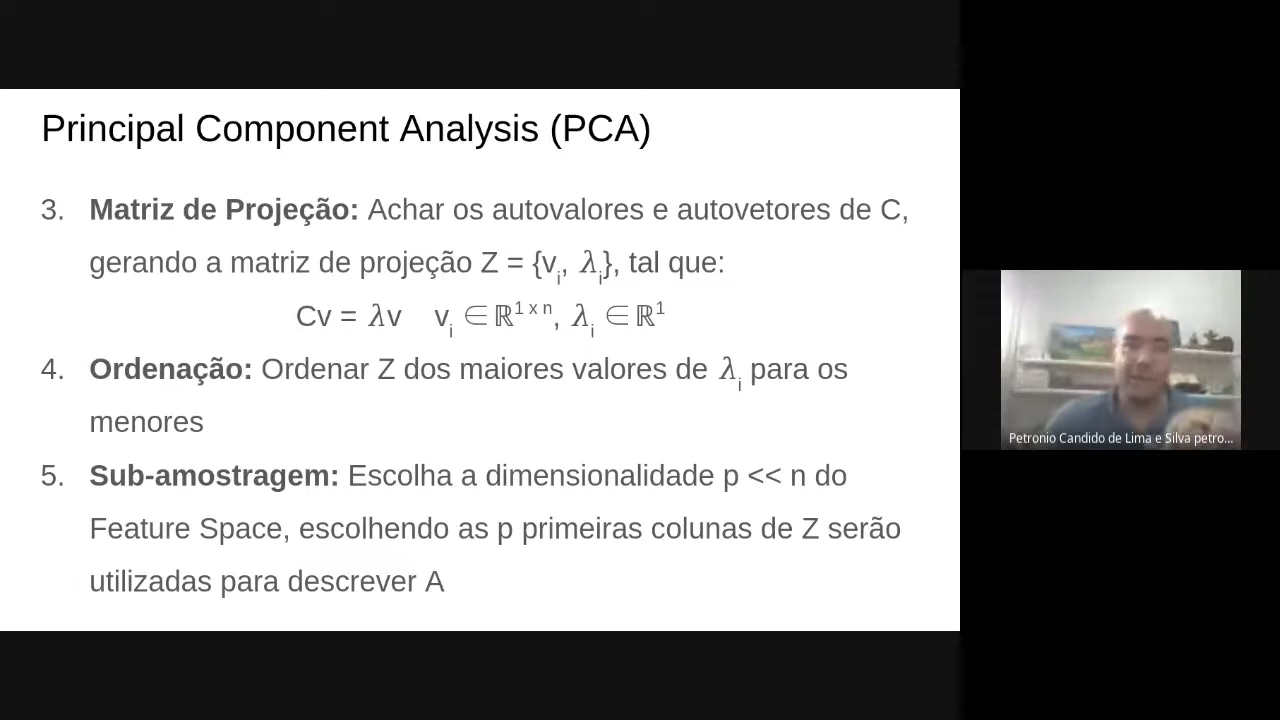 Principal Component Analysis (PCA)
3. Matriz de Projeção: Achar os autovalores e autovetores de C,
gerando a matriz de projeção Z = {vᵢ, λᵢ}, tal que:
Cv = λv vᵢ ∈ ℝ¹ ˣ ⁿ, λᵢ ∈ ℝ¹
4. Ordenação: Ordenar Z dos maiores valores de λᵢ para os
menores
5. Sub-amostragem: Escolha a dimensionalidade p << n do
Feature Space, escolhendo as p primeiras colunas de Z serão
utilizadas para descrever A
Petronio Candido de Lima e Silva petro...